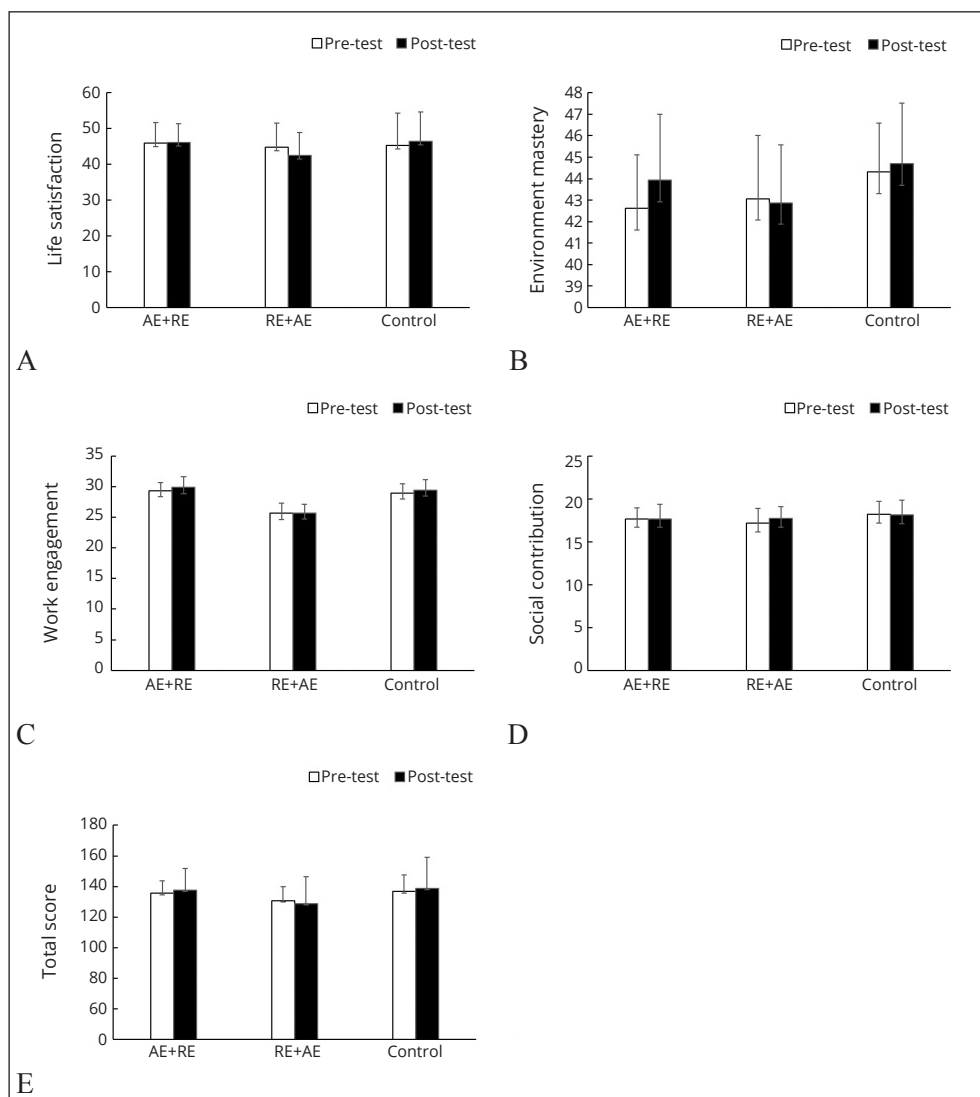 Pre-test Post-test
Life satisfaction
60
50
40
30
20
10
0
AE+RE RE+AE Control
A
Pre-test Post-test
Environment mastery
48
47
46
45
44
43
42
41
40
39
0
AE+RE RE+AE Control
B
Pre-test Post-test
Work engagement
35
30
25
20
15
10
5
0
AE+RE RE+AE Control
C
Pre-test Post-test
Social contribution
25
20
15
10
5
0
AE+RE RE+AE Control
D
Pre-test Post-test
Total score
180
160
140
120
100
80
60
0
AE+RE RE+AE Control
E